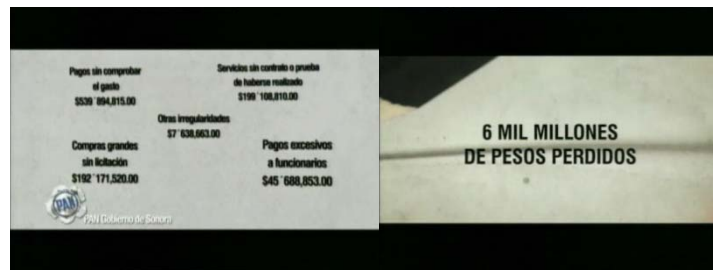 Pagos sin comprobar
el gasto
$539´894,815.00
Servicios sin contrato o prueba
de haberse realizado
$199´108,810.00
Otras irregularidades
$7´638,663.00
Compras grandes
sin licitación
$192´171,520.00
Pagos excesivos
a funcionarios
$45´688,853.00
PAN
PAN Gobierno de Sonora
6 MIL MILLONES
DE PESOS PERDIDOS